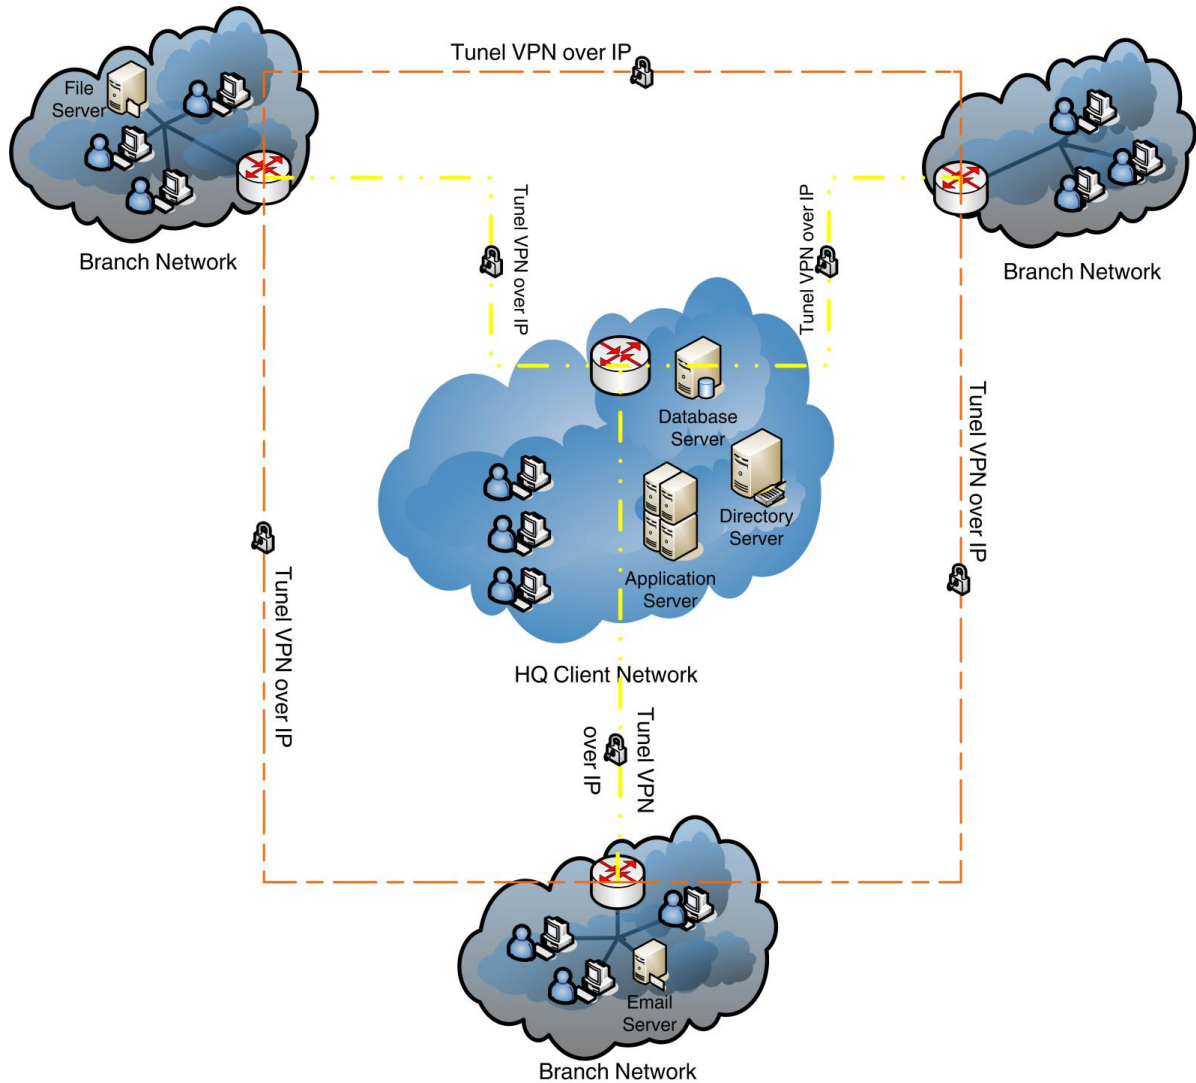 Tunel VPN over IP
File
Server
Branch Network
Tunel VPN over IP
Tunel VPN over IP
Branch Network
Database
Server
Directory
Server
Application
Server
HQ Client Network
Tunel VPN over IP
Tunel VPN over IP
Tunel VPN
over IP
Email
Server
Branch Network